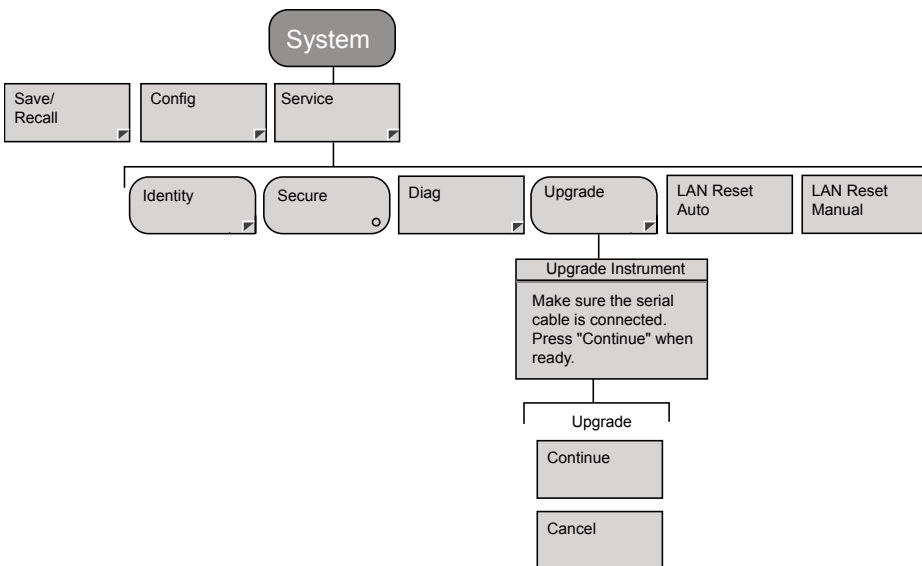 System
Save/
Recall
Config
Service
Identity
Secure
Diag
Upgrade
LAN Reset
Auto
LAN Reset
Manual
Upgrade Instrument
Make sure the serial
cable is connected.
Press "Continue" when
ready.
Upgrade
Continue
Cancel